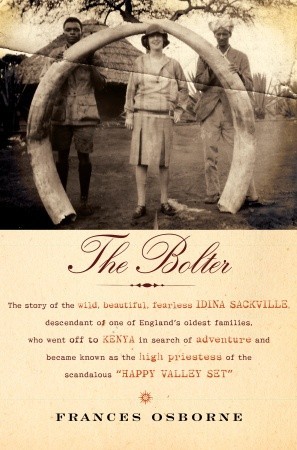 The Bolter
The story of the wild, beautiful, fearless IDINA SACKVILLE,
descendant of one of England's oldest families,
who went off to KENYA in search of adventure and
became known as the high priestess of the
scandalous "HAPPY VALLEY SET"
FRANCES OSBORNE